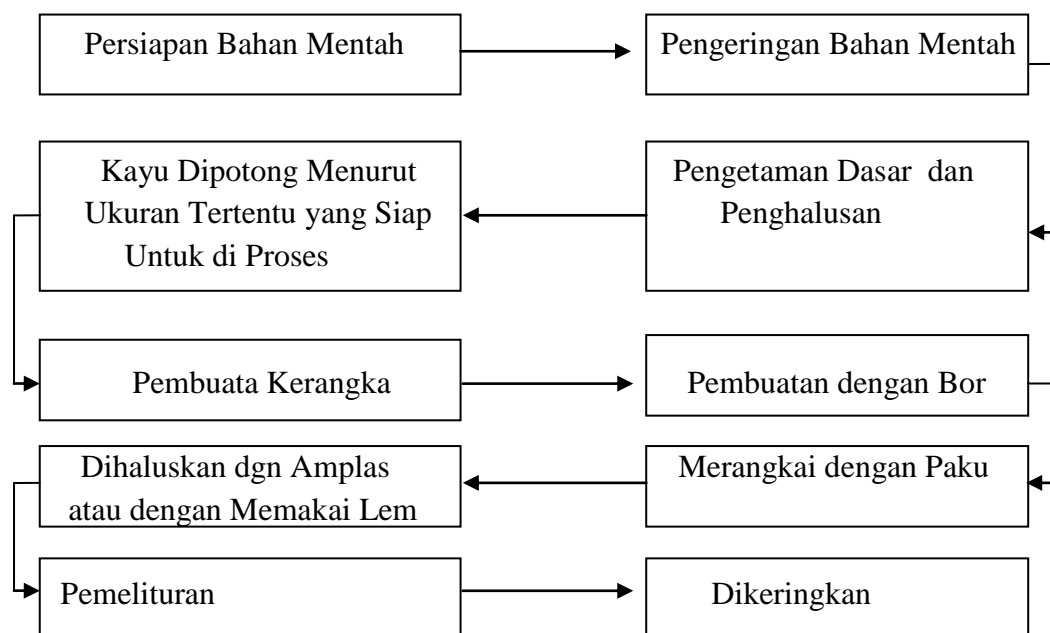 Persiapan Bahan Mentah
Pengeringan Bahan Mentah
Kayu Dipotong Menurut
Ukuran Tertentu yang Siap
Untuk di Proses
Pengetaman Dasar dan
Penghalusan
Pembuata Kerangka
Pembuatan dengan Bor
Dihaluskan dgn Amplas
atau dengan Memakai Lem
Merangkai dengan Paku
Pemelituran
Dikeringkan